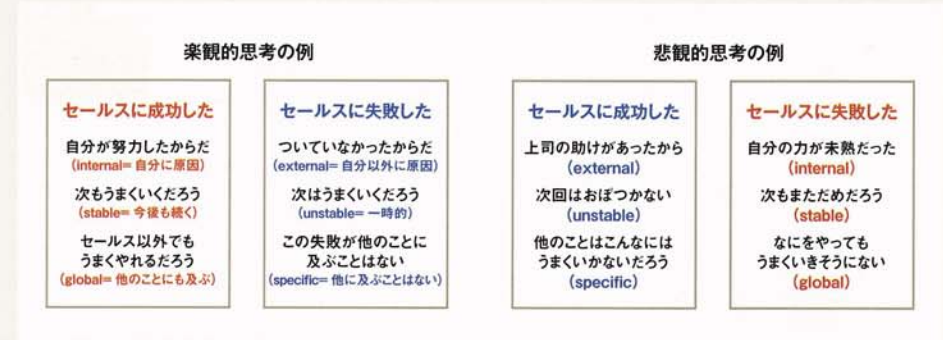 楽観的思考の例
セールスに成功した
自分が努力したからだ
(internal= 自分に原因)
次もうまくいくだろう
(stable= 今後も続く)
セールス以外でも
うまくやれるだろう
(global= 他のことにも及ぶ)
セールスに失敗した
ついていなかったからだ
(external= 自分以外に原因)
次はうまくいくだろう
(unstable= 一時的)
この失敗が他のことに
及ぶことはない
(specific= 他に及ぶことはない)
悲観的思考の例
セールスに成功した
上司の助けがあったから
(external)
次回はおぼつかない
(unstable)
他のことはこんなには
うまくいかないだろう
(specific)
セールスに失敗した
自分の力が未熟だった
(internal)
次もまただめだろう
(stable)
なにをやっても
うまくいきそうにない
(global)